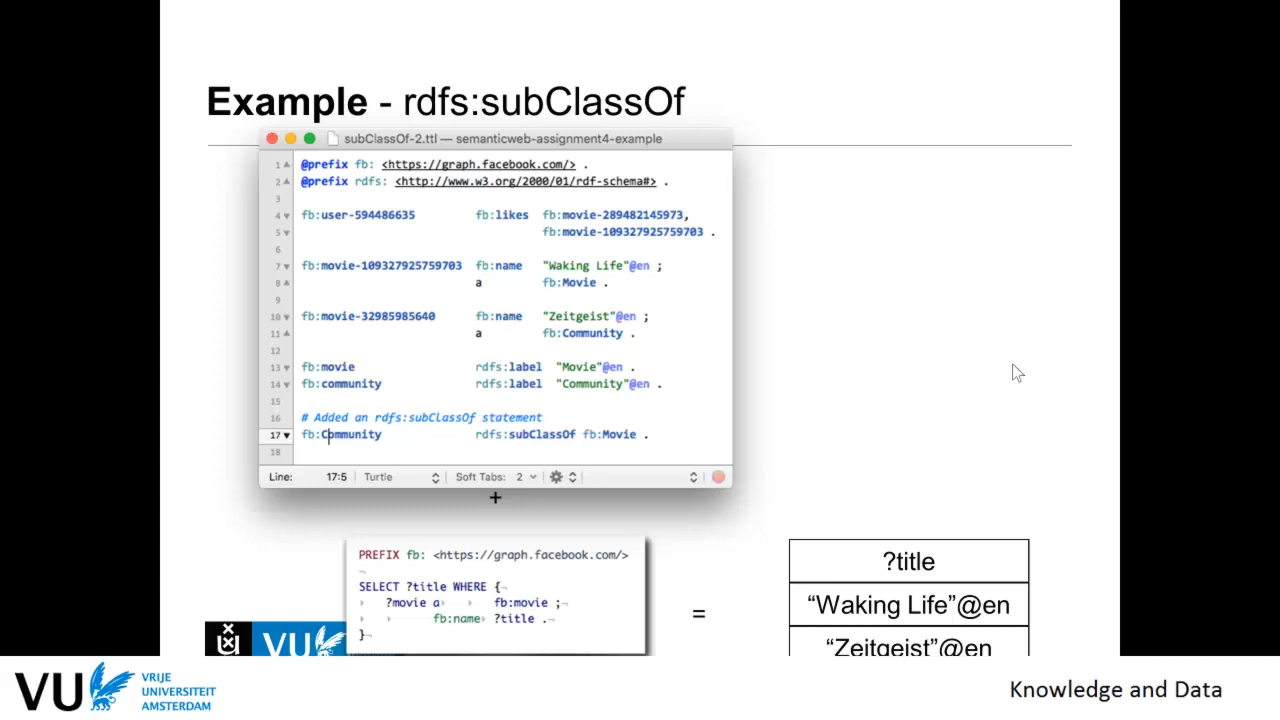 Example - rdfs:subClassOf
subClassOf-2.ttl — semanticweb-assignment4-example
1 @prefix fb: <https://graph.facebook.com/> .
2 @prefix rdfs: <http://www.w3.org/2000/01/rdf-schema#> .
3
4 fb:user-594486635 fb:likes fb:movie-289482145973,
5 fb:movie-109327925759703 .
6
7 fb:movie-109327925759703 fb:name "Waking Life"@en ;
8 a fb:Movie .
9
10 fb:movie-32985985640 fb:name "Zeitgeist"@en ;
11 a fb:Community .
12
13 fb:movie rdfs:label "Movie"@en .
14 fb:community rdfs:label "Community"@en .
15
16 # Added an rdfs:subClassOf statement
17 fb:Community rdfs:subClassOf fb:Movie .
18
Line: 17:5 Turtle Soft Tabs: 2
+
PREFIX fb: <https://graph.facebook.com/>
SELECT ?title WHERE {
?movie a fb:movie ;
fb:name ?title .
}
=
?title
“Waking Life”@en
“Zeitgeist”@en
VU
VU VRIJE
UNIVERSITEIT
AMSTERDAM
Knowledge and Data